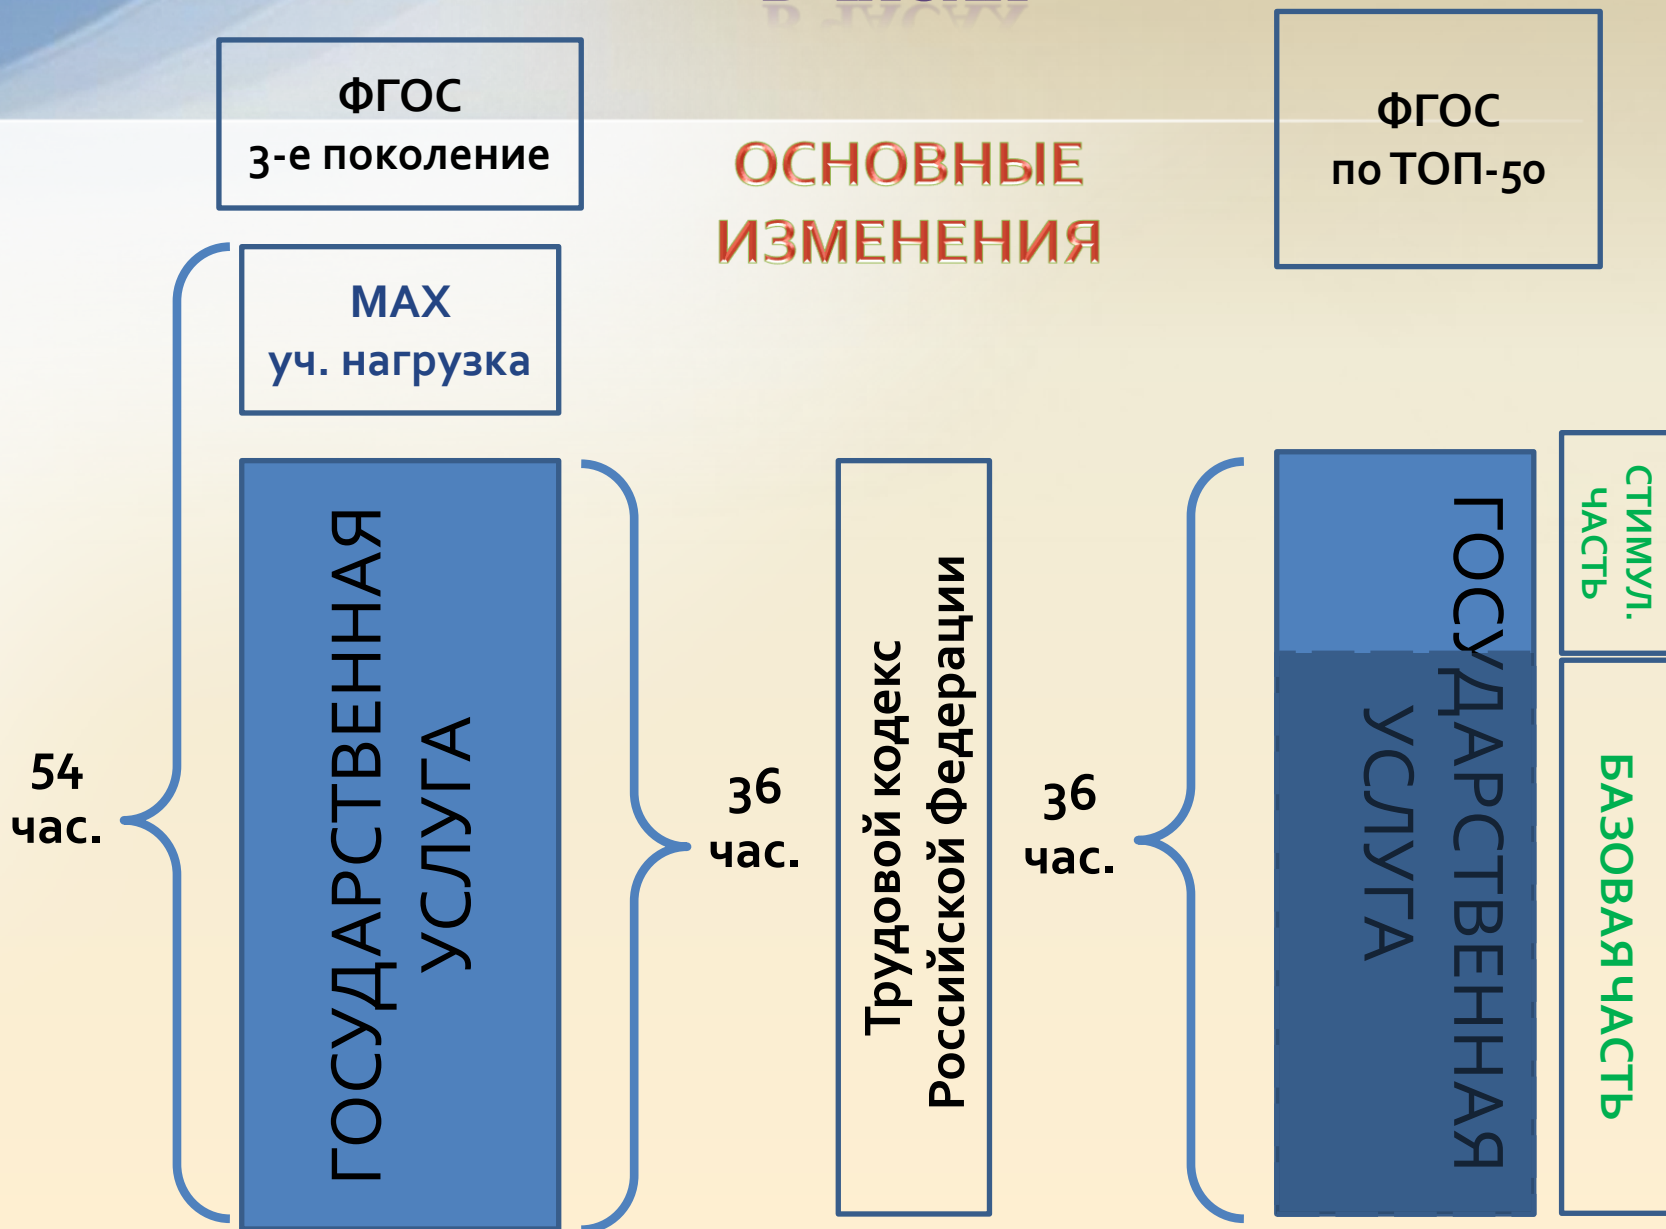 ФГОС
3-е поколение
ОСНОВНЫЕ
ИЗМЕНЕНИЯ
ФГОС
по ТОП-50
MAX
уч. нагрузка
54
час.
ГОСУДАРСТВЕННАЯ
УСЛУГА
36
час.
Трудовой кодекс
Российской Федерации
36
час.
ГОСУДАРСТВЕННАЯ
УСЛУГА
СТИМУЛ.
ЧАСТЬ
БАЗОВАЯ ЧАСТЬ